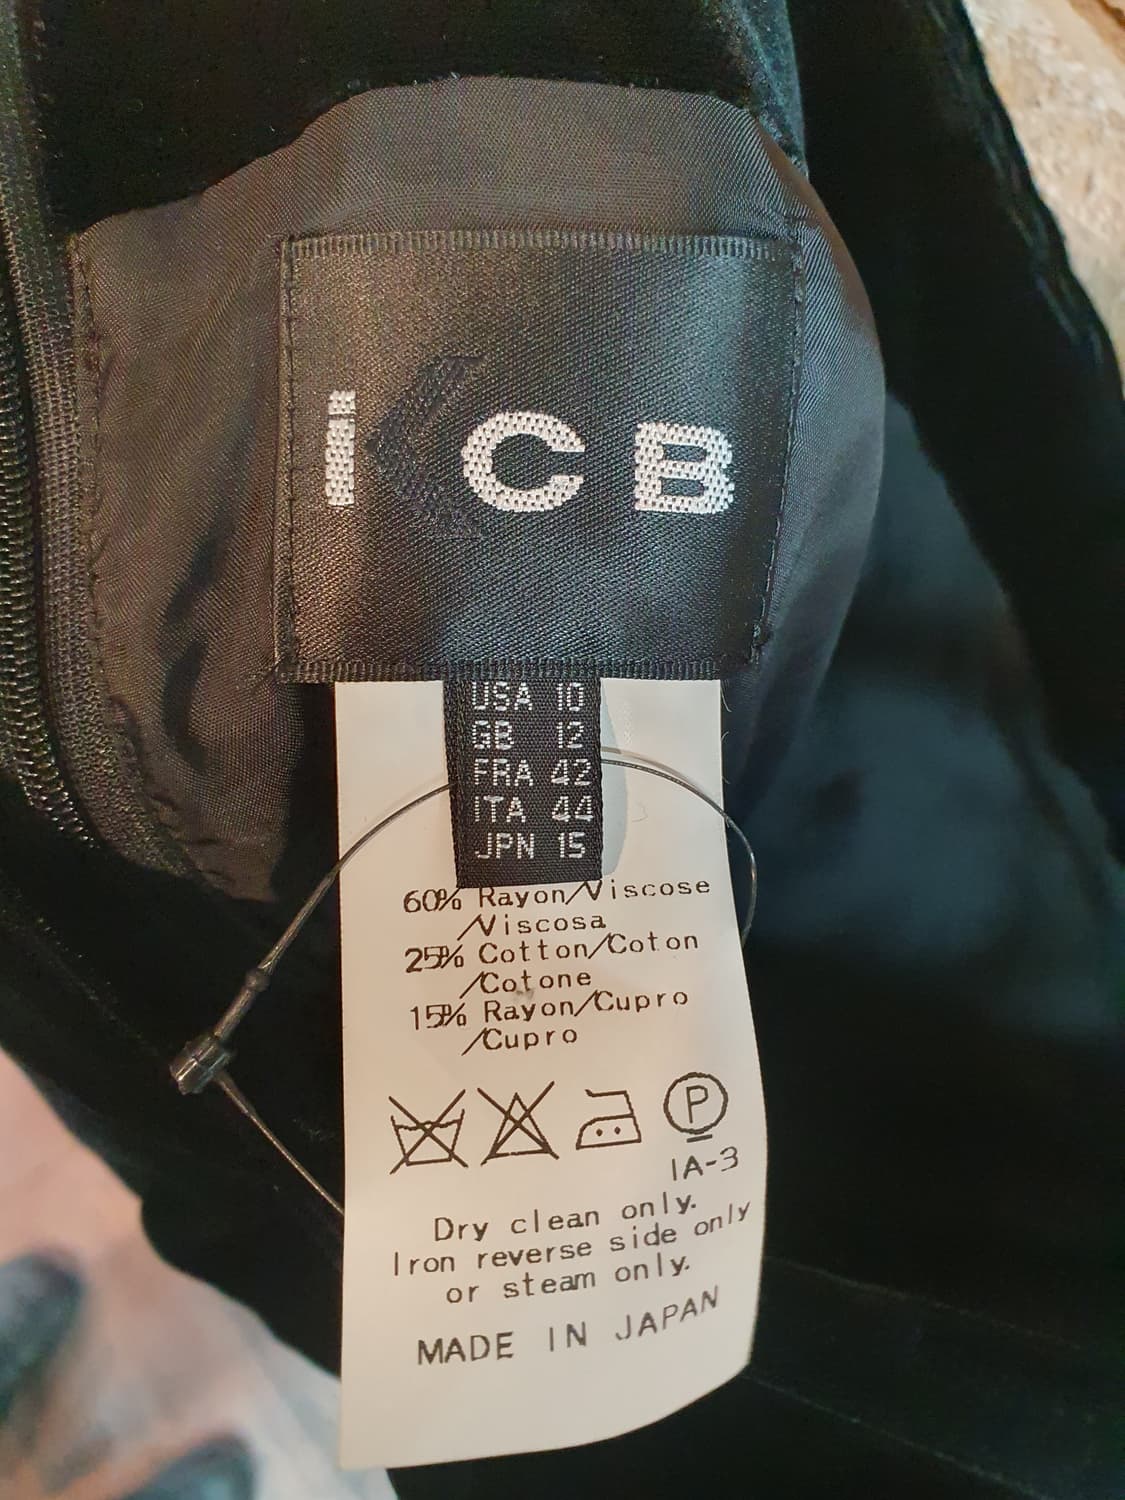 iCB
USA 10
GB 12
FRA 42
ITA 44
JPN 15
60% Rayon/Viscose
/Viscosa
25% Cotton/Coton
/Cotone
15% Rayon/Cupro
/Cupro
P
IA-3
Dry clean only.
Iron reverse side only
or steam only.
MADE IN JAPAN